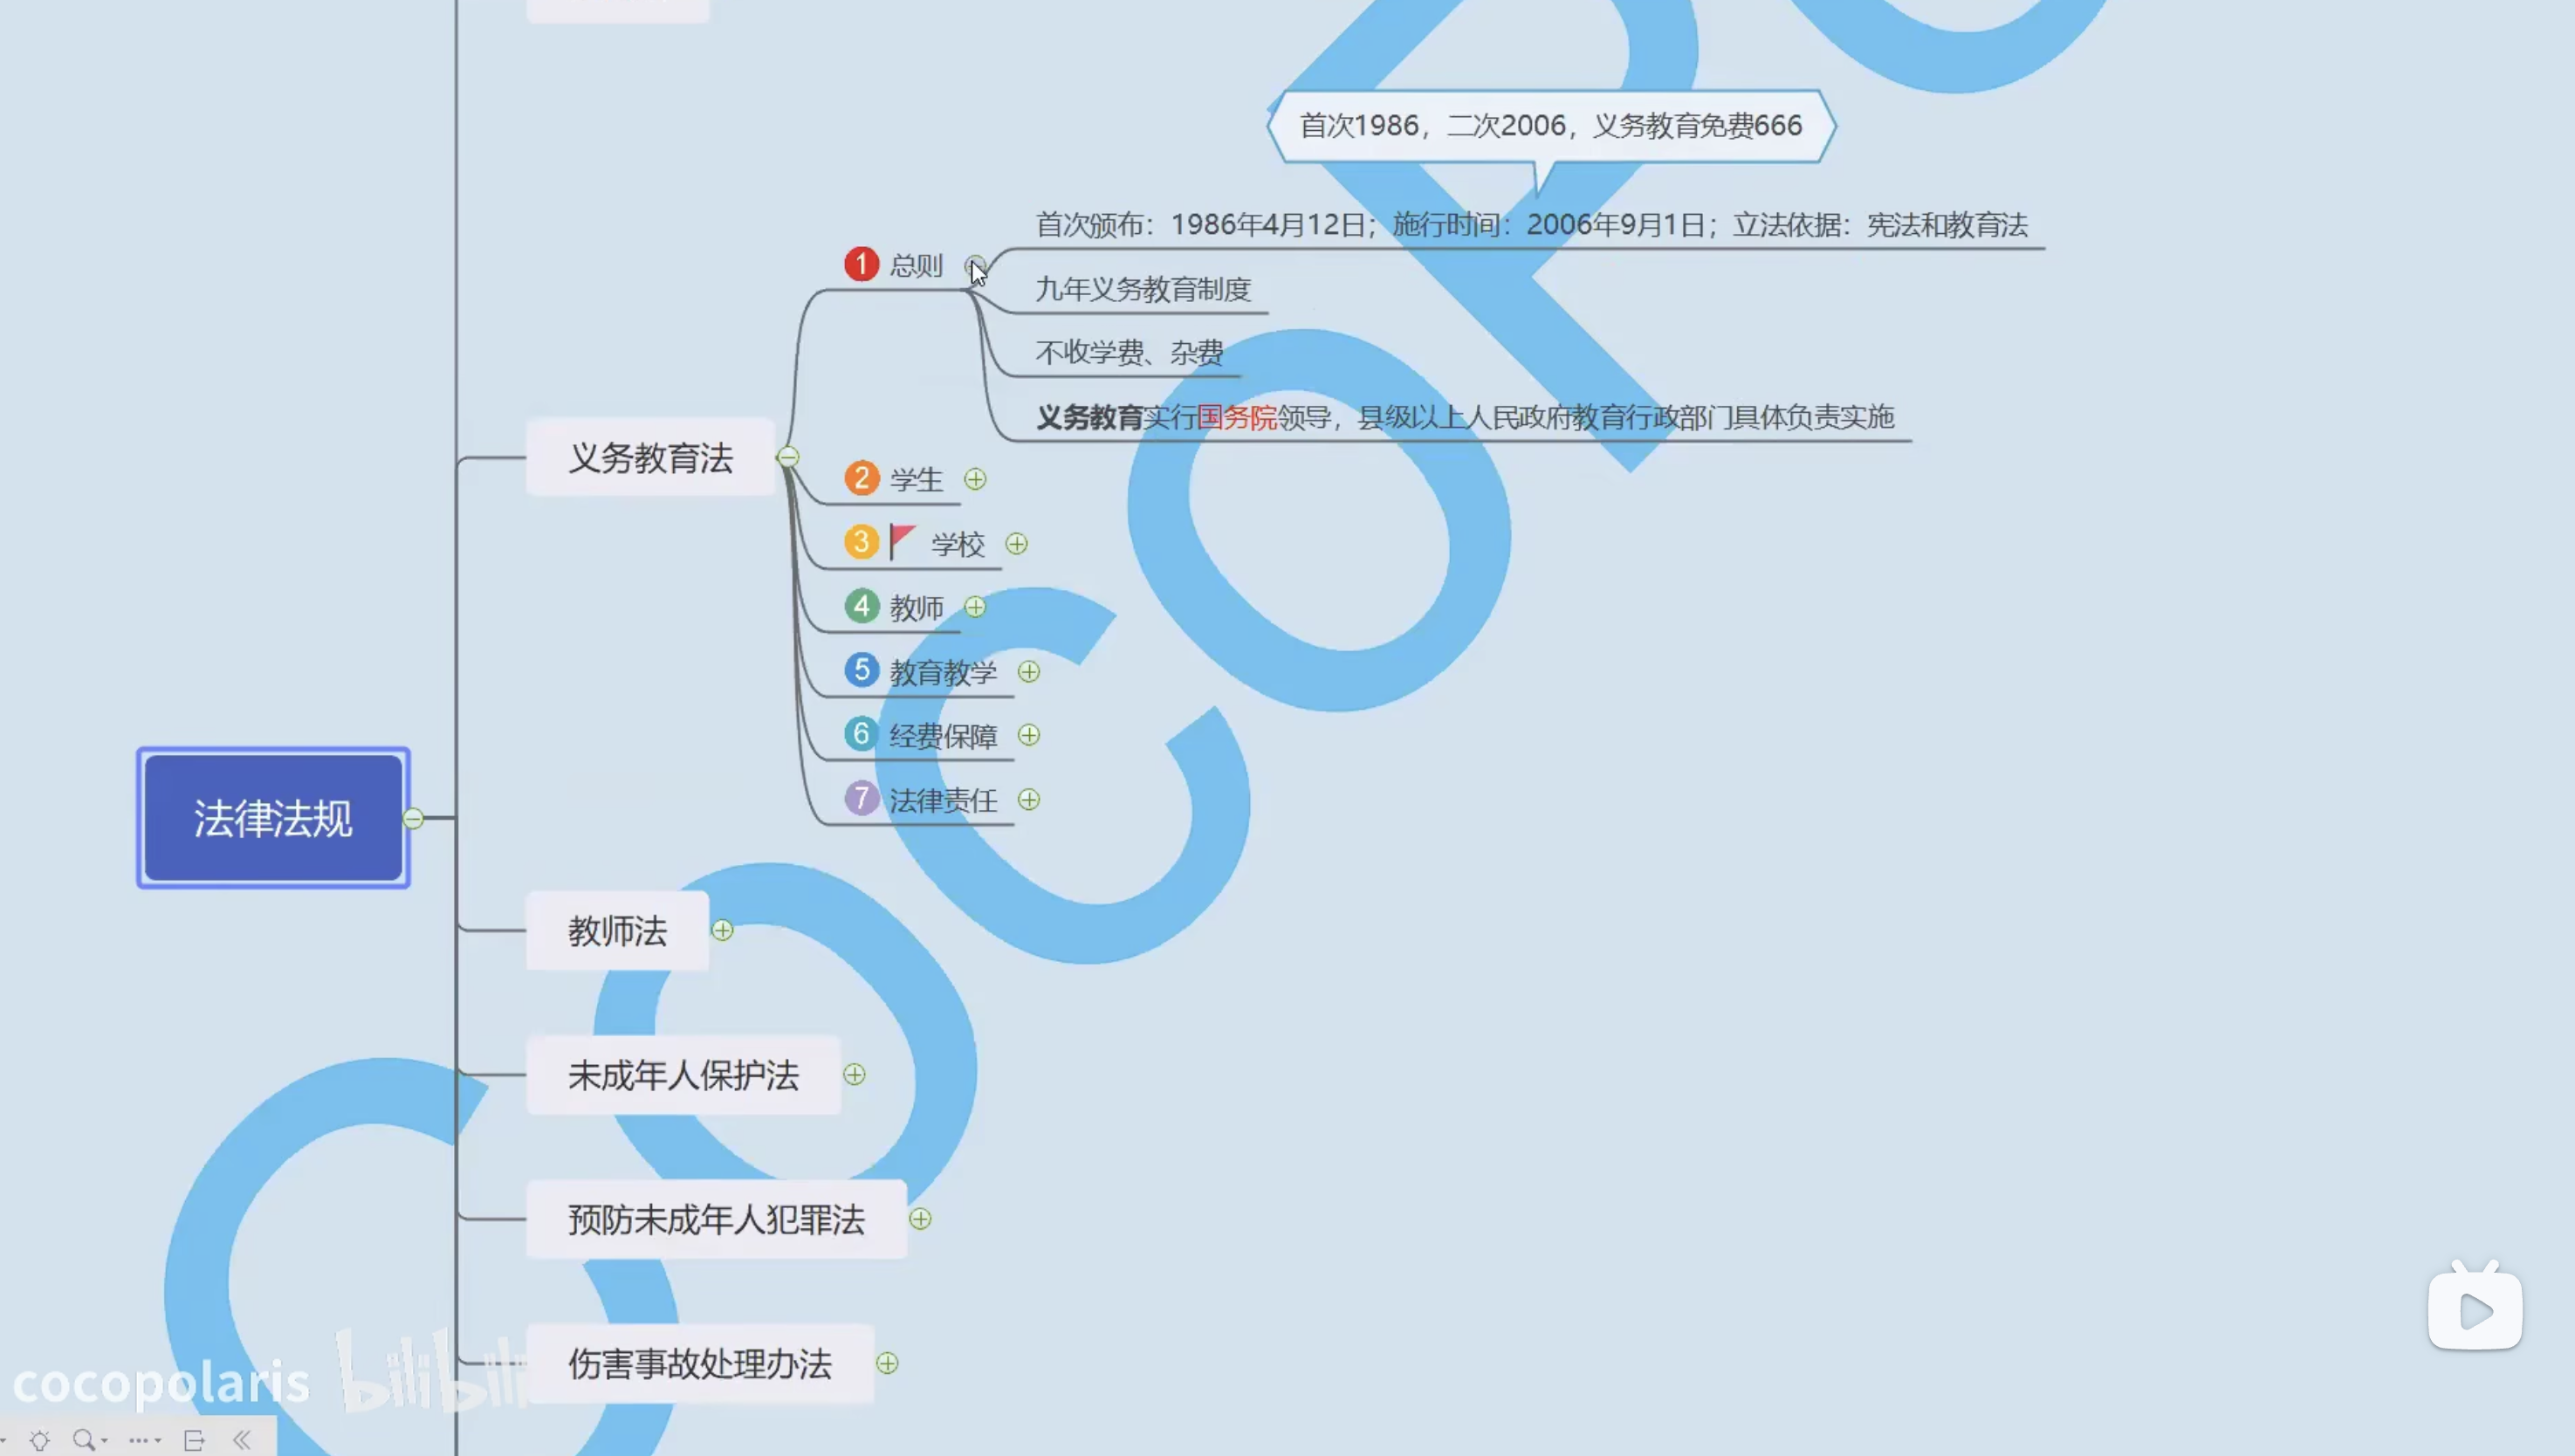 首次1986，二次2006，义务教育免费666
首次颁布：1986年4月12日；施行时间：2006年9月1日；立法依据：宪法和教育法
1 总则
九年义务教育制度
不收学费、杂费
义务教育实行国务院领导，县级以上人民政府教育行政部门具体负责实施
义务教育法
2 学生
3 学校
4 教师
5 教育教学
6 经费保障
7 法律责任
法律法规
教师法
未成年人保护法
预防未成年人犯罪法
伤害事故处理办法
cocopolaris bilibili
COCOPO